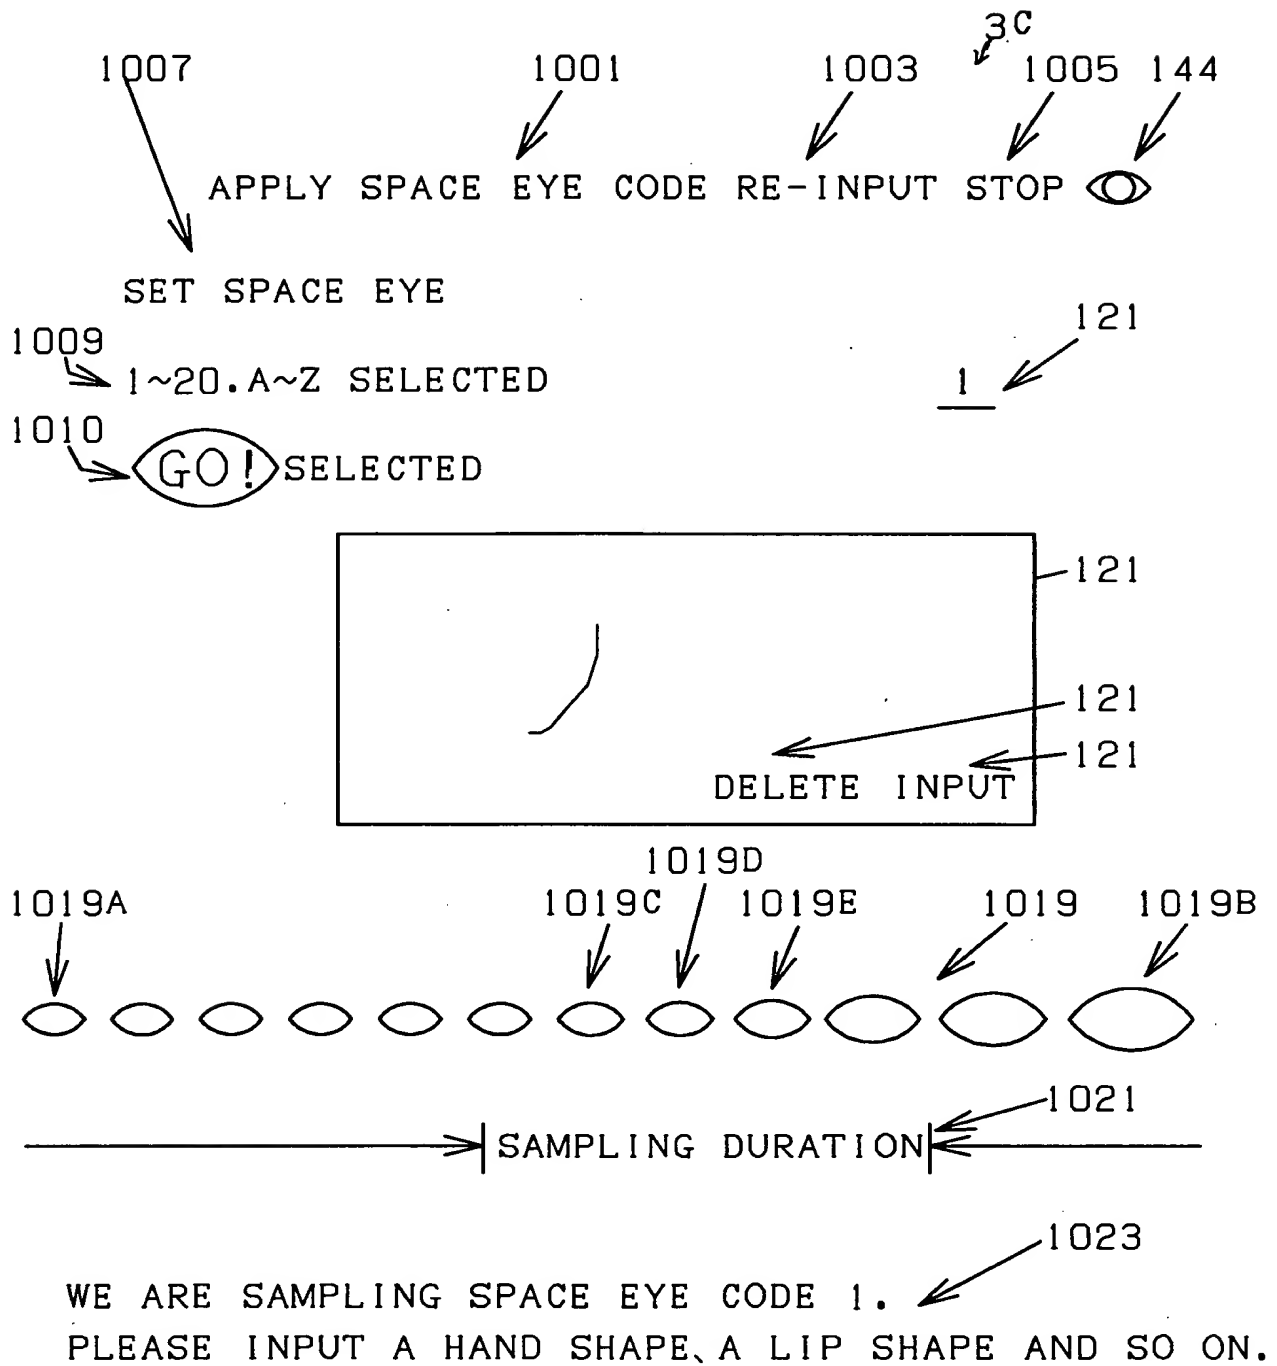 3C
1007 1001 1003 1005 144
APPLY SPACE EYE CODE RE-INPUT STOP
SET SPACE EYE
121
1009
1~20.A~Z SELECTED 1
1010
GO! SELECTED
121
121
121
DELETE INPUT
1019D
1019A 1019C 1019E 1019 1019B
1021
SAMPLING DURATION
1023
WE ARE SAMPLING SPACE EYE CODE 1.
PLEASE INPUT A HAND SHAPE、A LIP SHAPE AND SO ON.